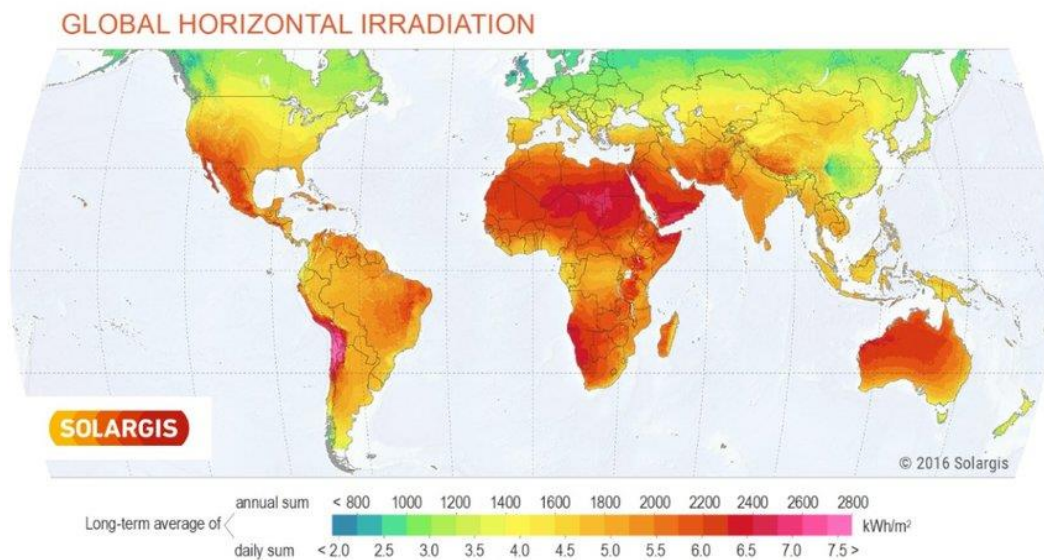 GLOBAL HORIZONTAL IRRADIATION
SOLARGIS
© 2016 Solargis
annual sum < 800 1000 1200 1400 1600 1800 2000 2200 2400 2600 2800
Long-term average of kWh/m²
daily sum < 2.0 2.5 3.0 3.5 4.0 4.5 5.0 5.5 6.0 6.5 7.0 7.5 >